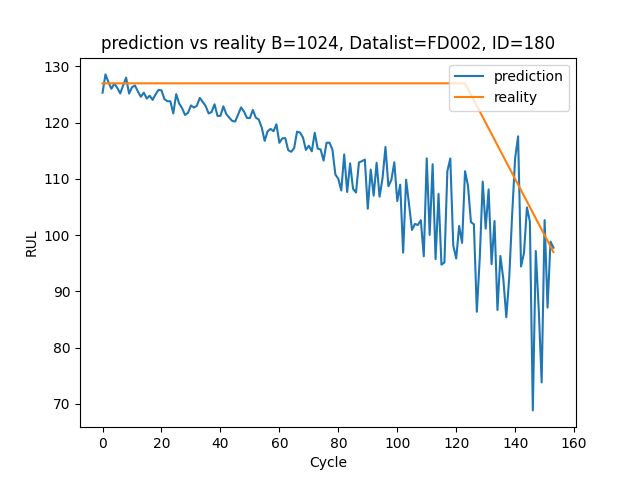 prediction vs reality B=1024, Datalist=FD002, ID=180
130
120
110
100
90
80
70
RUL
prediction
reality
0 20 40 60 80 100 120 140 160
Cycle